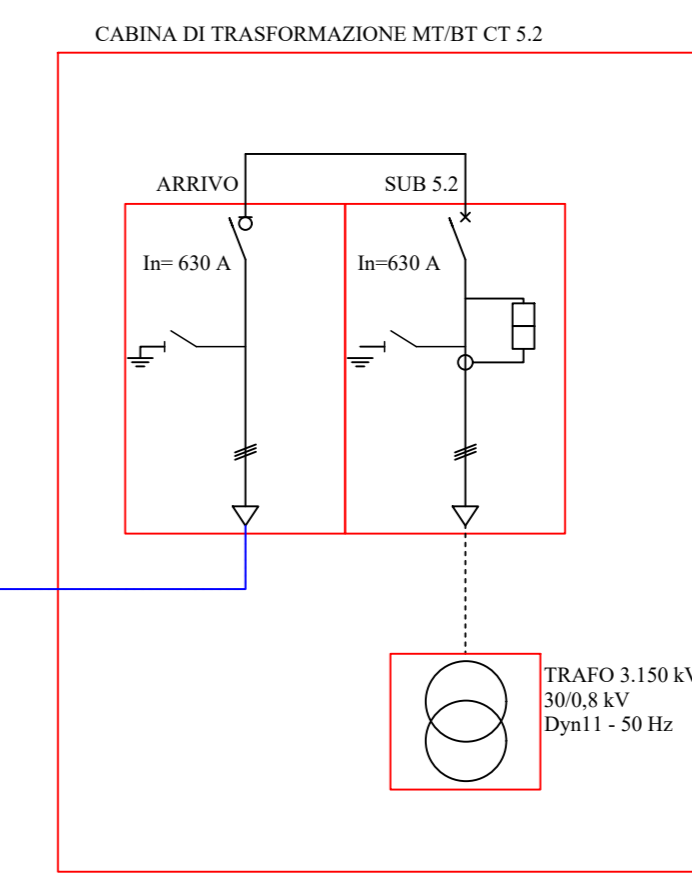 CABINA DI TRASFORMAZIONE MT/BT CT 5.2
ARRIVO
SUB 5.2
In= 630 A
In=630 A
TRAFO 3.150 kV
30/0,8 kV
Dyn11 - 50 Hz